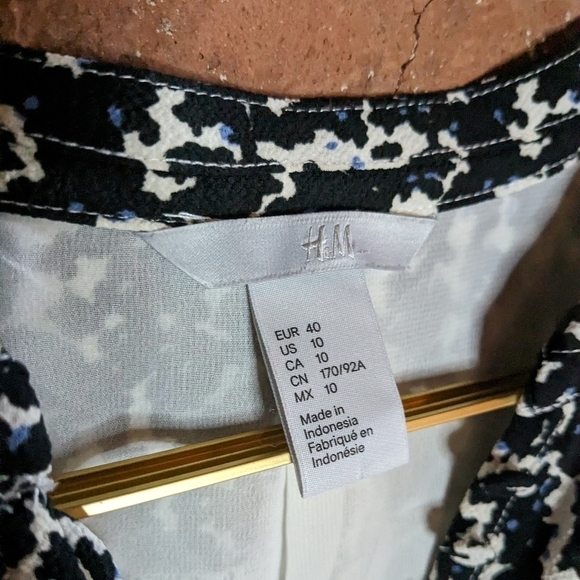 H&M
EUR 40
US 10
CA 10
CN 170/92A
MX 10
Made in
Indonesia
Fabriqué en
Indonésie